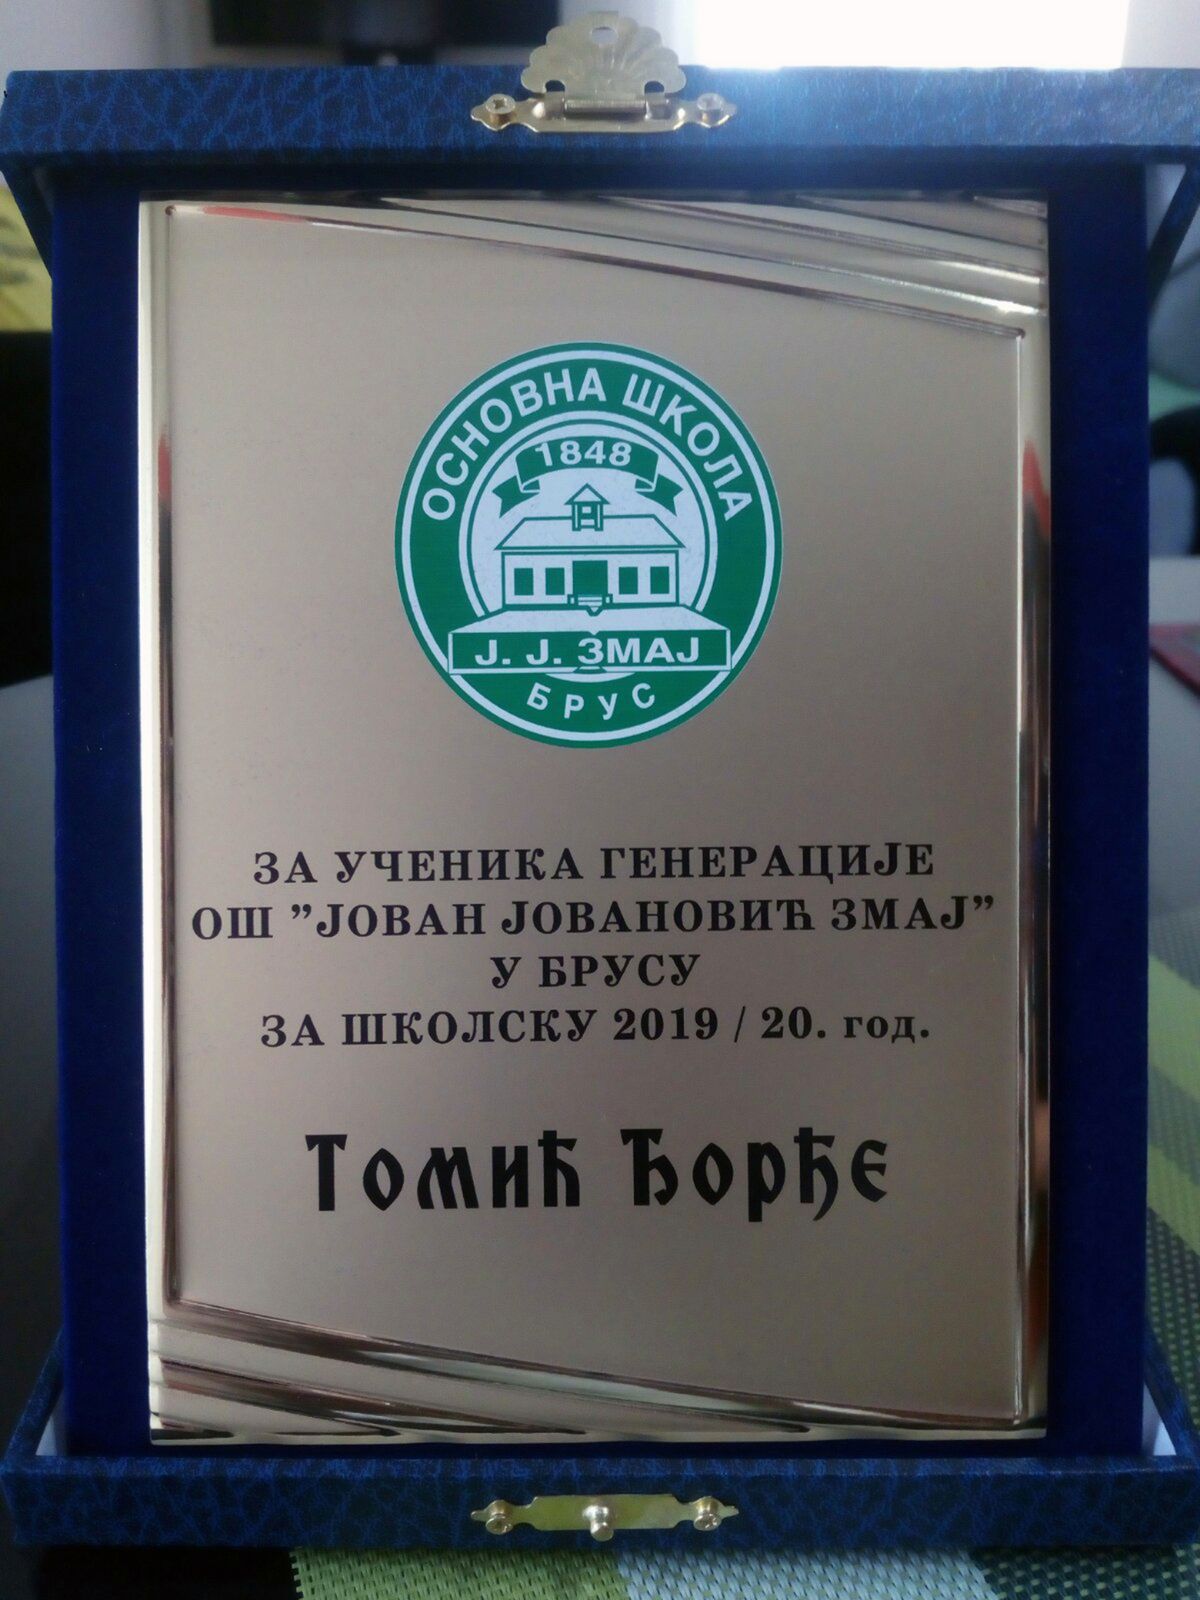 ОСНОВНА ШКОЛА
1848
Ј. Ј. ЗМАЈ
БРУС
ЗА УЧЕНИКА ГЕНЕРАЦИЈЕ
ОШ ”ЈОВАН ЈОВАНОВИЋ ЗМАЈ”
У БРУСУ
ЗА ШКОЛСКУ 2019 / 20. год.
Томић Ђорђе